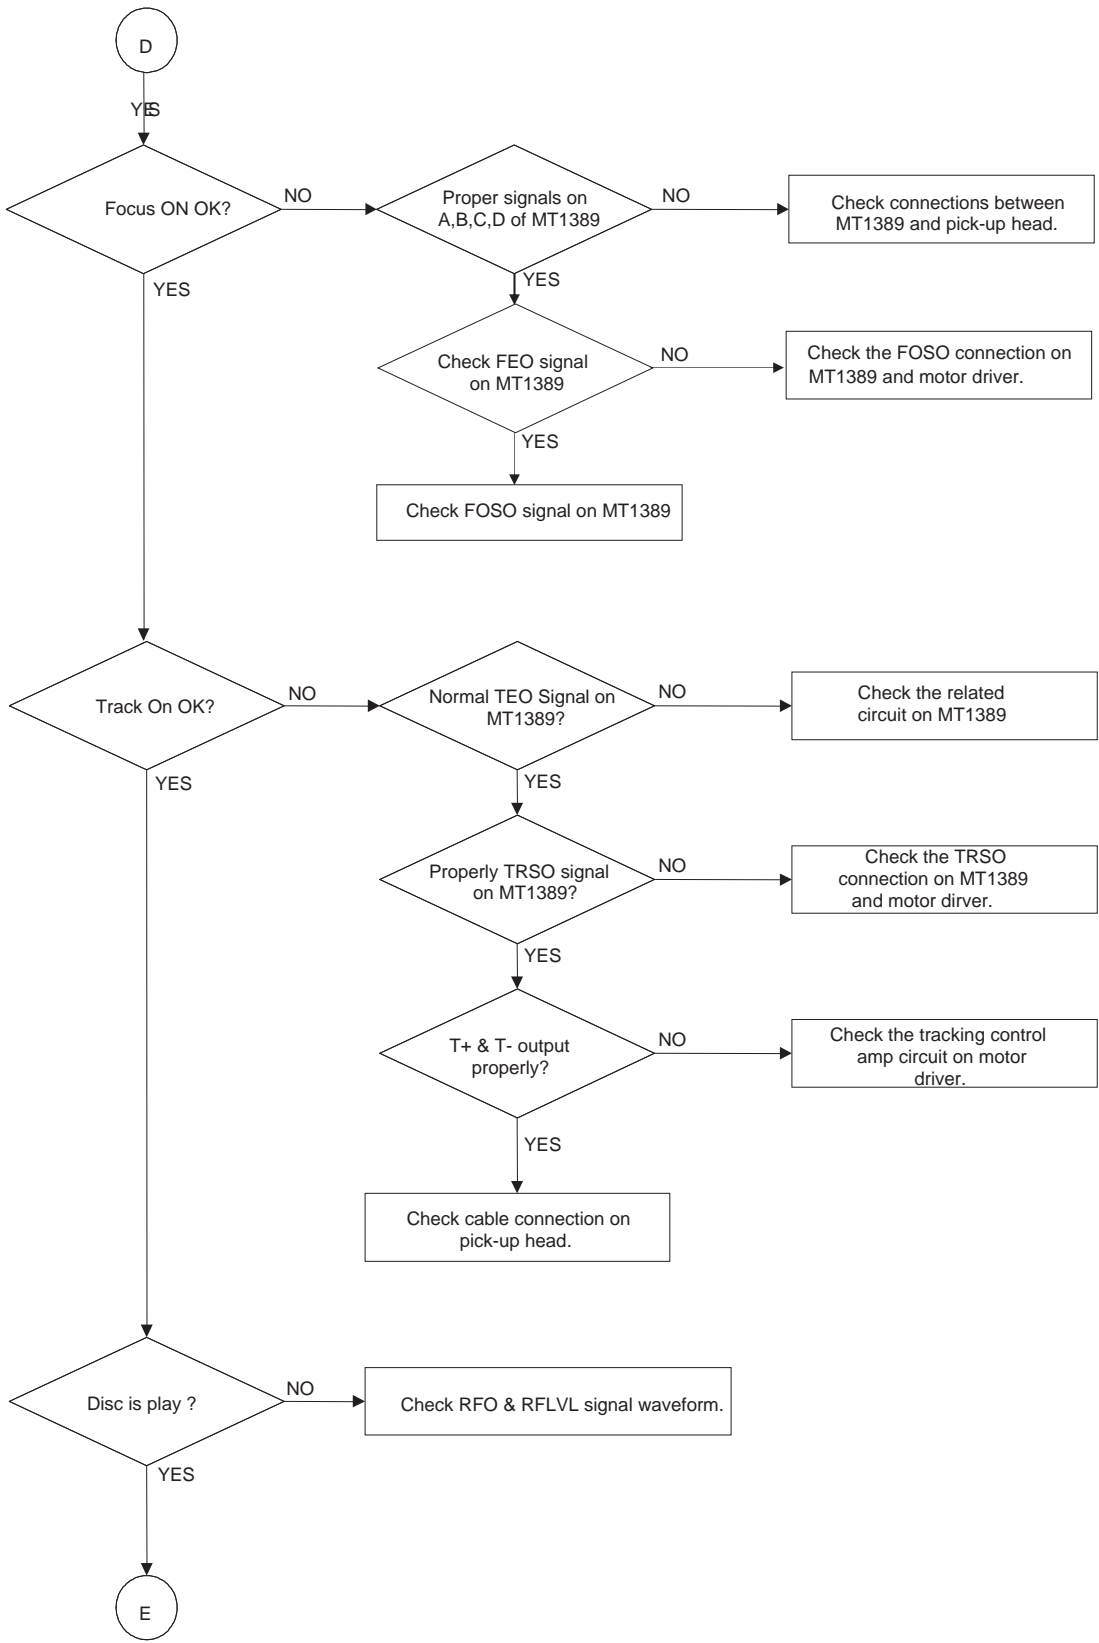 D
YES
Focus ON OK?
NO
Proper signals on
A,B,C,D of MT1389
NO
Check connections between
MT1389 and pick-up head.
YES
YES
Check FEO signal
on MT1389
NO
Check the FOSO connection on
MT1389 and motor driver.
YES
Check FOSO signal on MT1389
Track On OK?
NO
Normal TEO Signal on
MT1389?
NO
Check the related
circuit on MT1389
YES
YES
Properly TRSO signal
on MT1389?
NO
Check the TRSO
connection on MT1389
and motor dirver.
YES
T+ & T- output
properly?
NO
Check the tracking control
amp circuit on motor
driver.
YES
Check cable connection on
pick-up head.
Disc is play ?
NO
Check RFO & RFLVL signal waveform.
YES
E